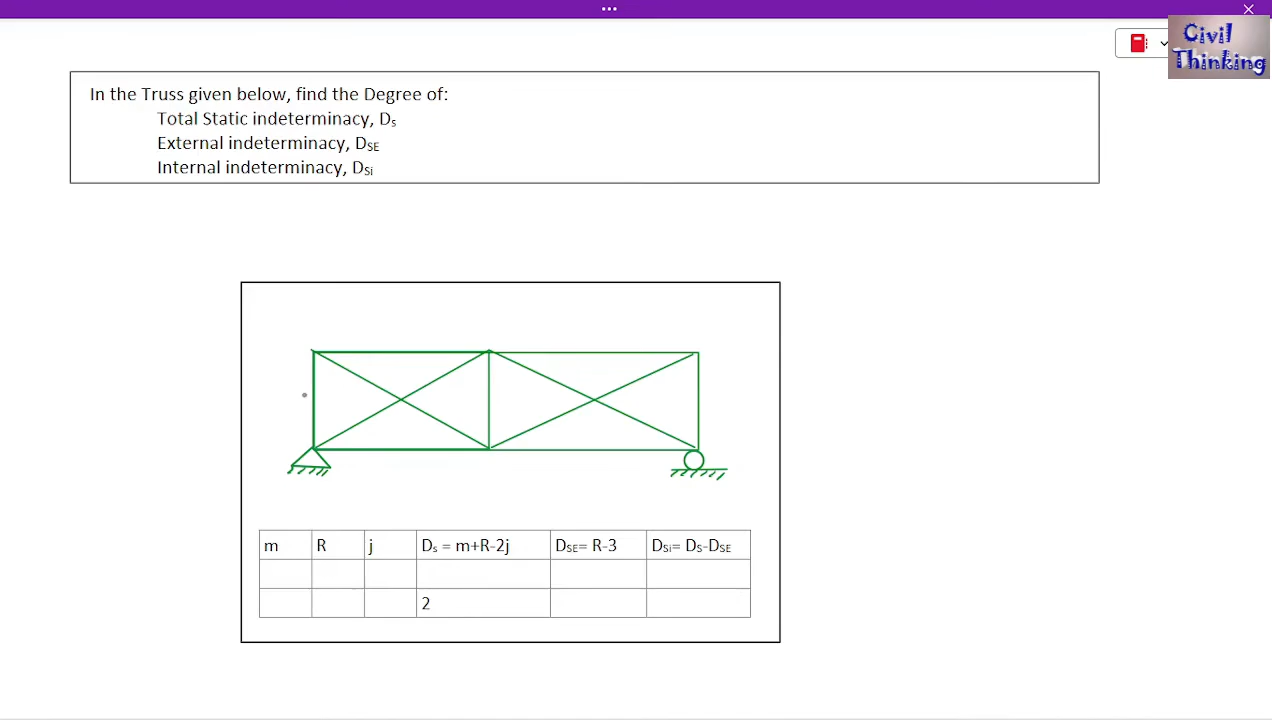 ...
Civil
Thinking
In the Truss given below, find the Degree of:
Total Static indeterminacy, Ds
External indeterminacy, DSE
Internal indeterminacy, DSi
m R j Ds = m+R-2j DSE= R-3 DSi= DS-DSE
2